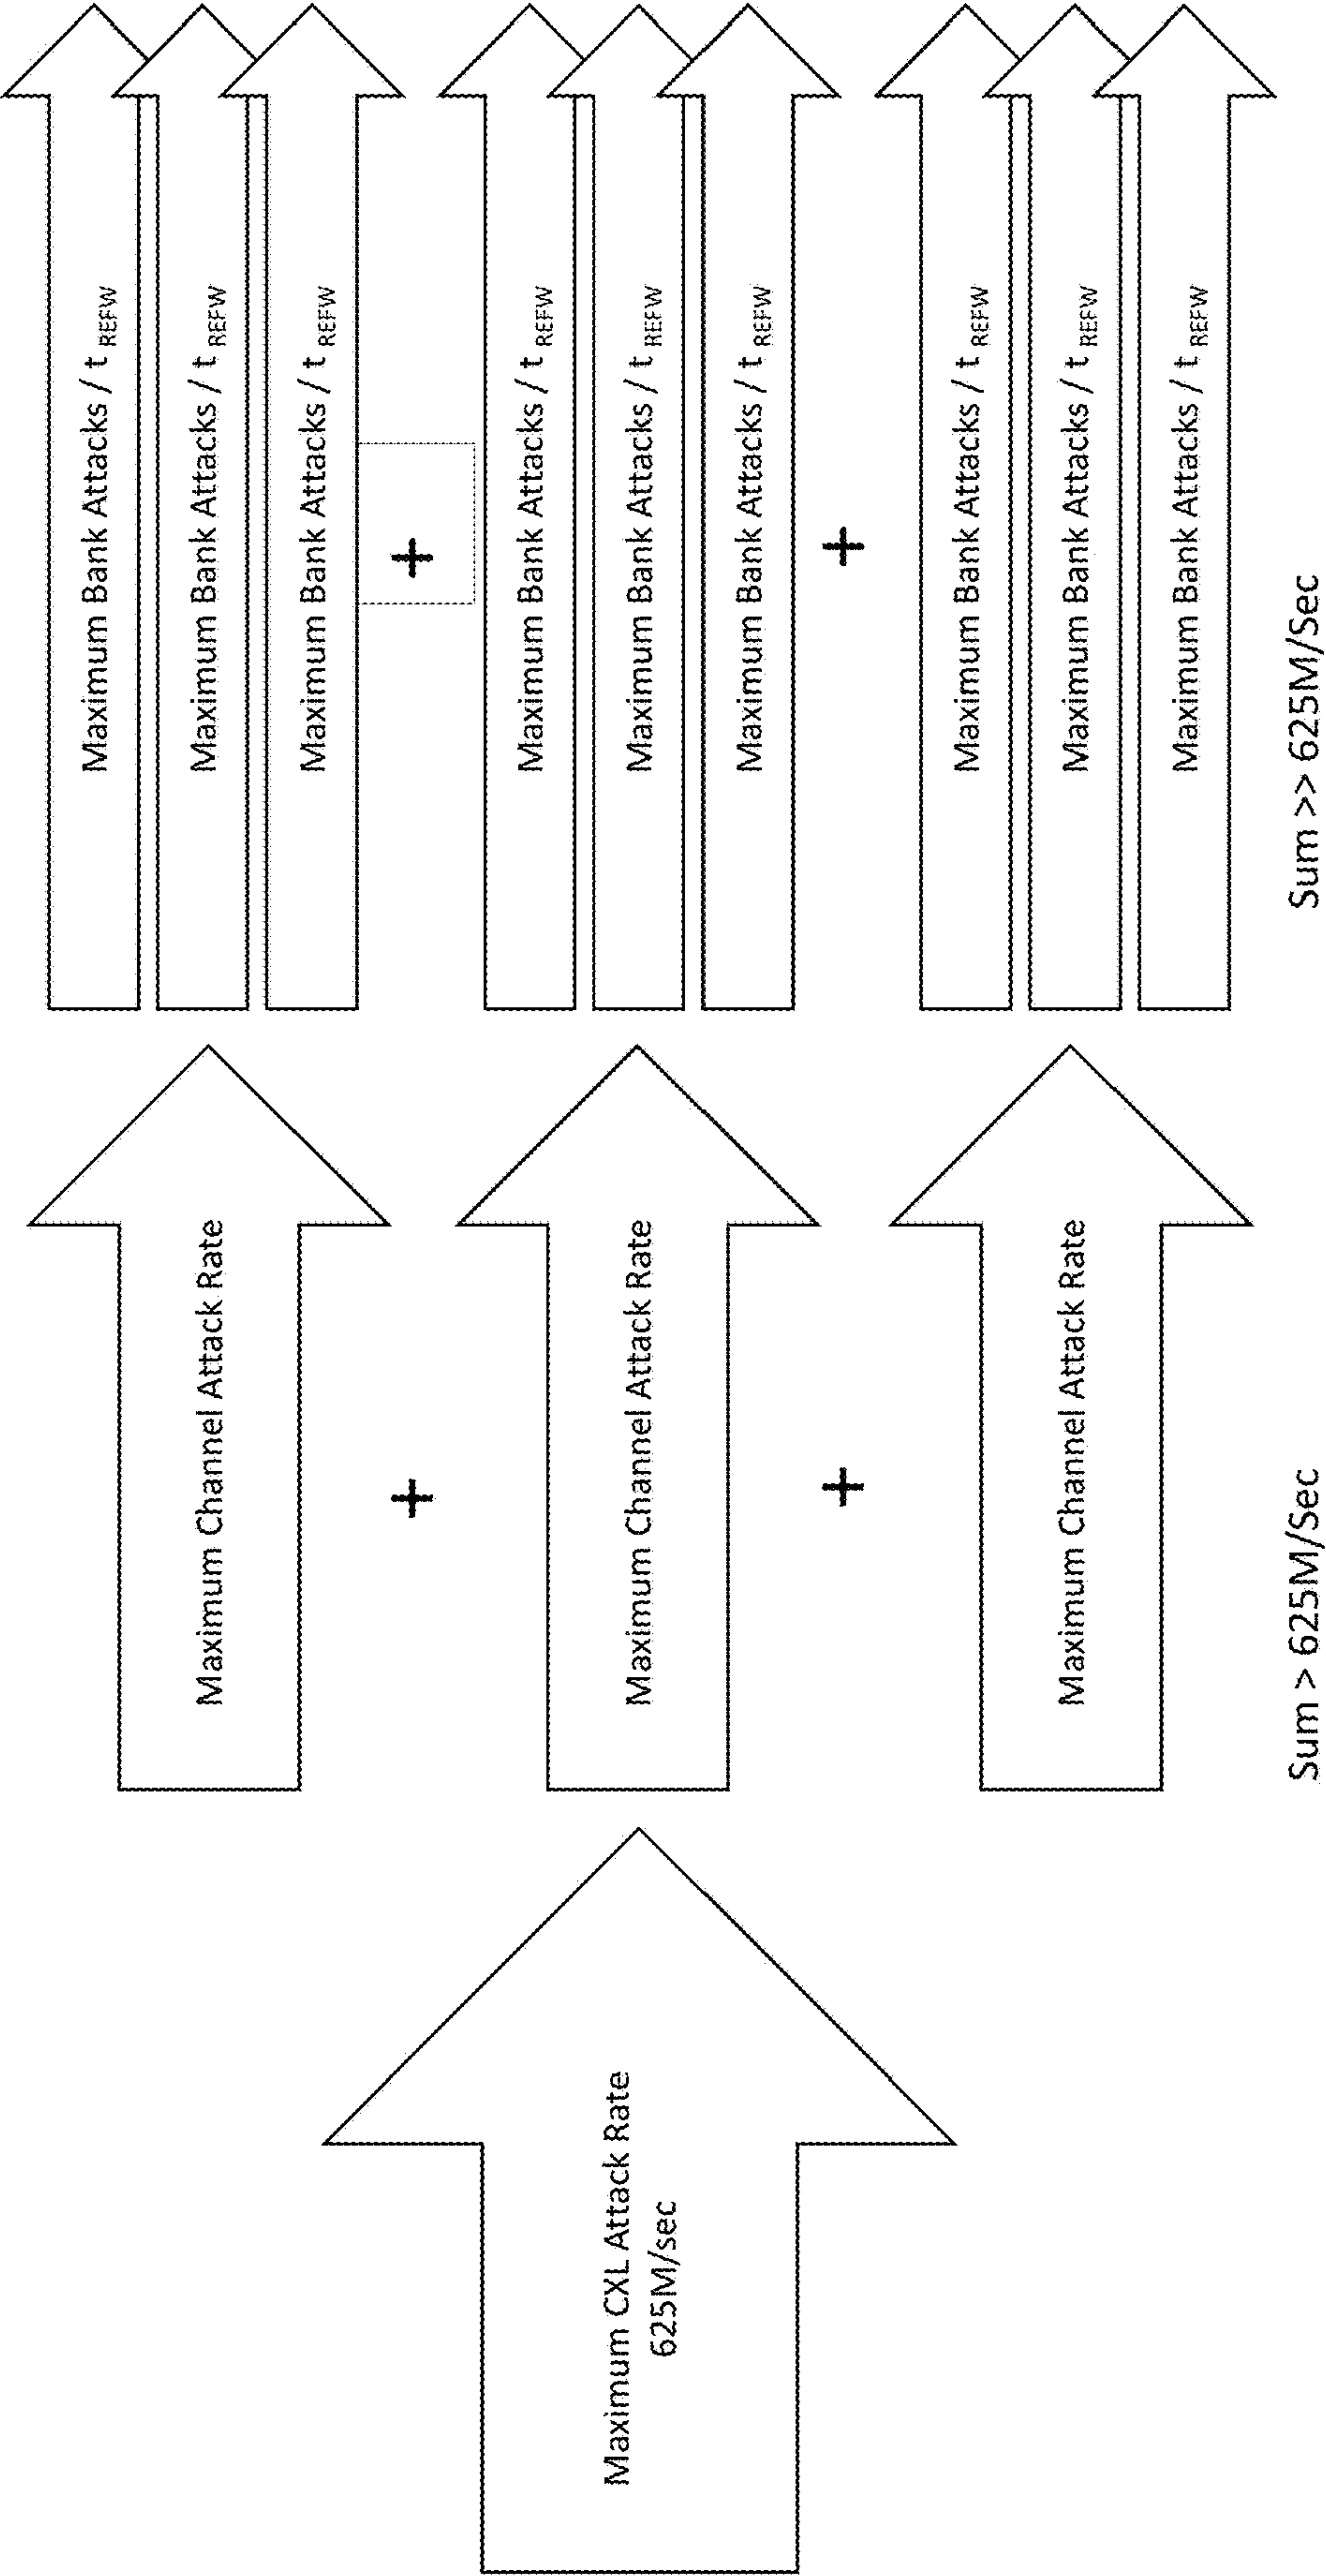 Maximum CXL Attack Rate
625M/sec
Maximum Channel Attack Rate
+
Maximum Channel Attack Rate
+
Maximum Channel Attack Rate
Sum > 625M/Sec
Maximum Bank Attacks / t REFW
Maximum Bank Attacks / t REFW
Maximum Bank Attacks / t REFW
+
Maximum Bank Attacks / t REFW
Maximum Bank Attacks / t REFW
Maximum Bank Attacks / t REFW
+
Maximum Bank Attacks / t REFW
Maximum Bank Attacks / t REFW
Maximum Bank Attacks / t REFW
Sum >> 625M/Sec